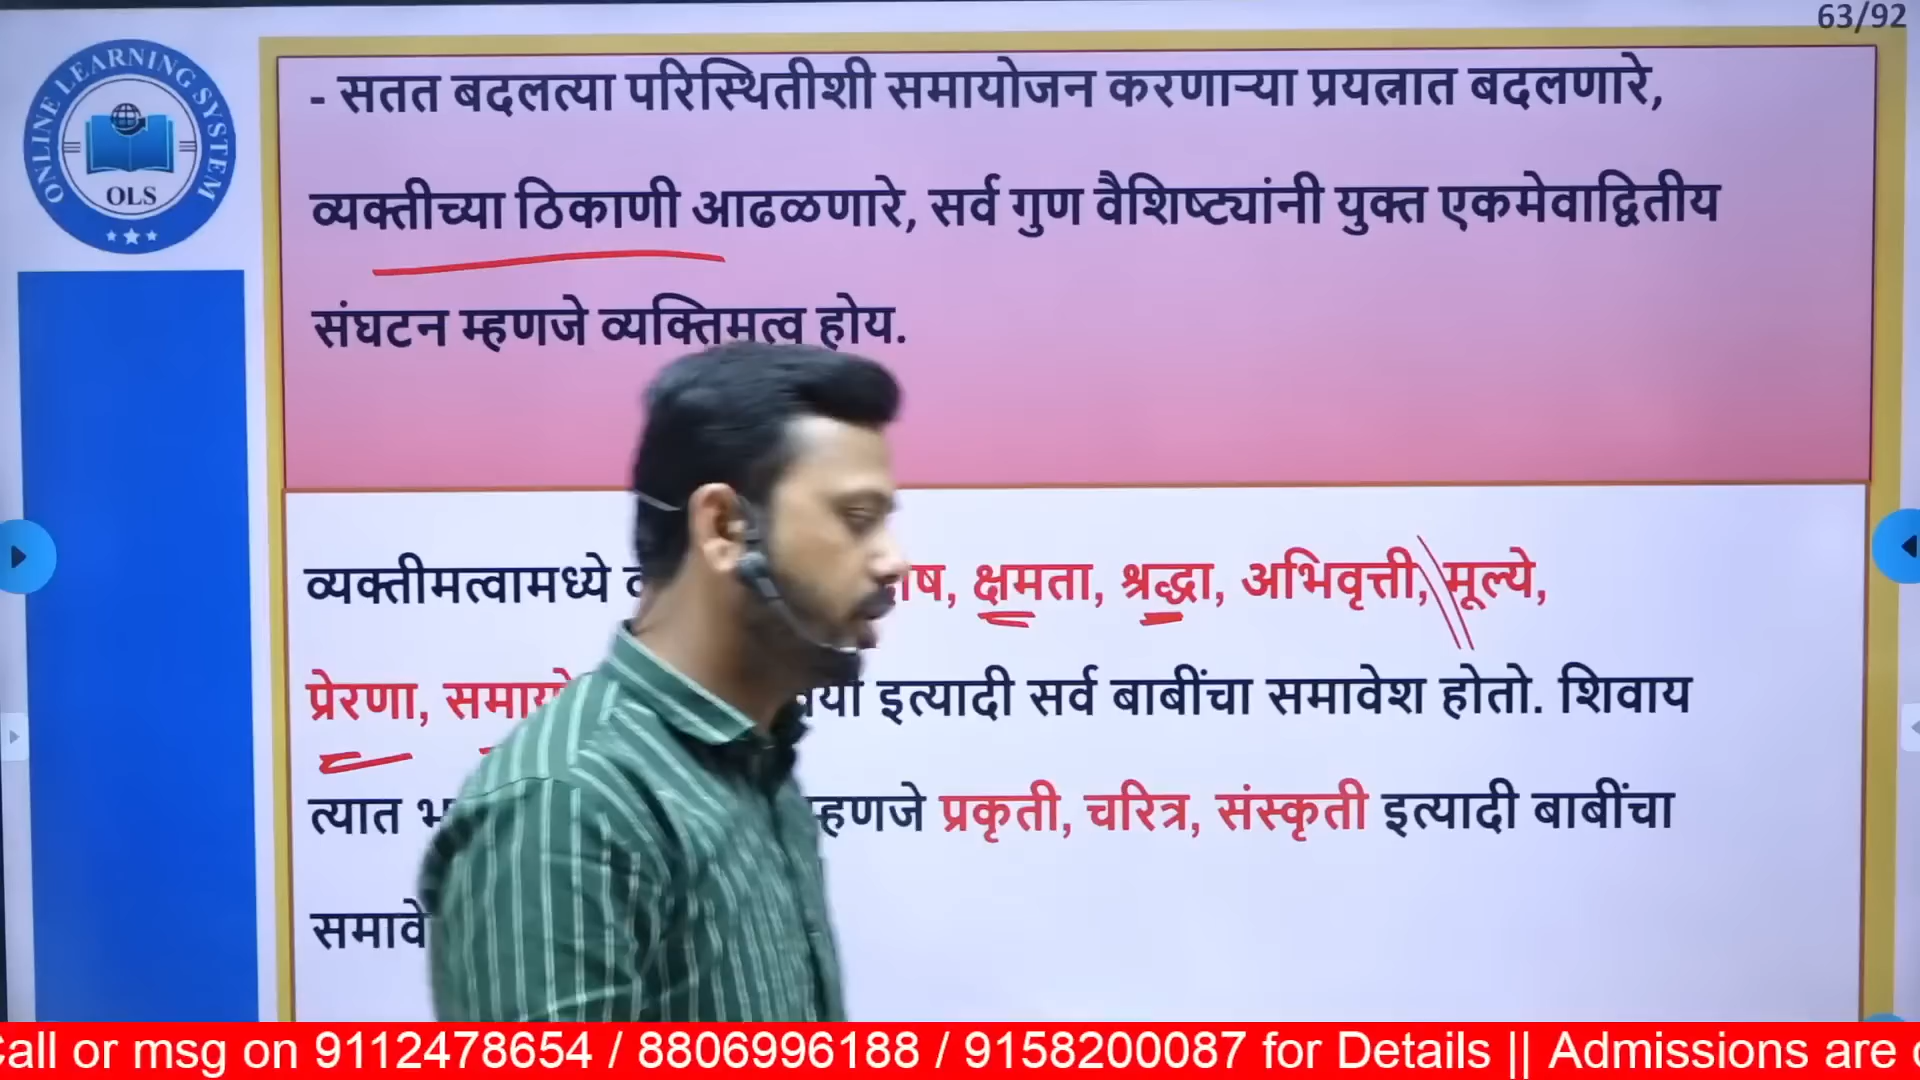 63/92
ONLINE LEARNING SYSTEM
OLS
- सतत बदलत्या परिस्थितीशी समायोजन करणाऱ्या प्रयत्नात बदलणारे,
व्यक्तीच्या ठिकाणी आढळणारे, सर्व गुण वैशिष्ट्यांनी युक्त एकमेवाद्वितीय
संघटन म्हणजे व्यक्तिमत्व होय.
व्यक्तीमत्वामध्ये क्षमता, श्रद्धा, अभिवृत्ती, मूल्ये,
प्रेरणा, इत्यादी सर्व बाबींचा समावेश होतो. शिवाय
त्यात म्हणजे प्रकृती, चरित्र, संस्कृती इत्यादी बाबींचा
Call or msg on 9112478654 / 8806996188 / 9158200087 for Details || Admissions are